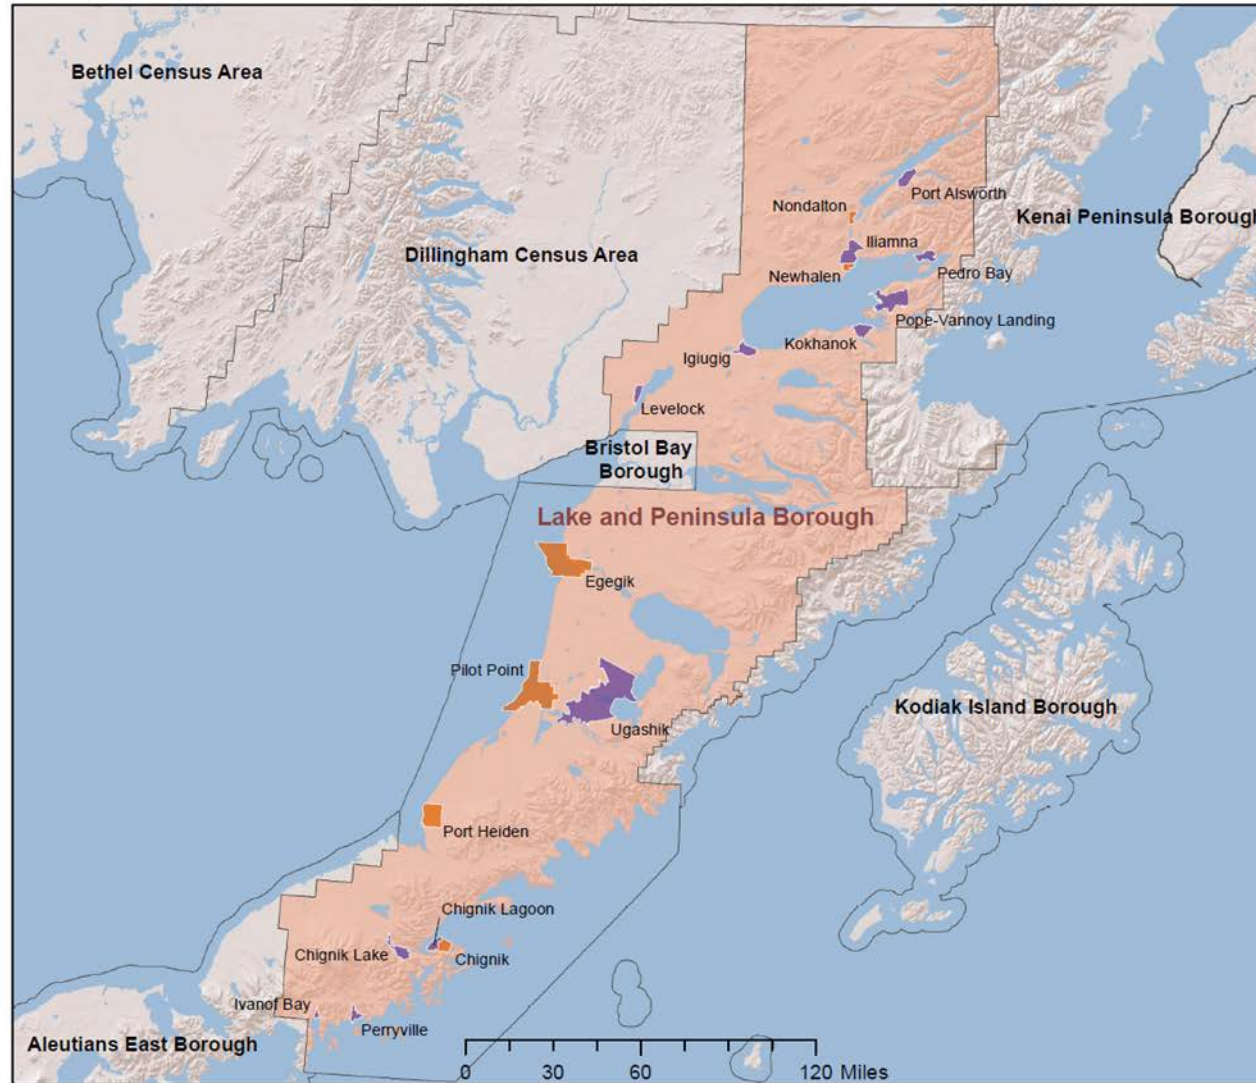 Bethel Census Area
Port Alsworth
Nondalton
Kenai Peninsula Borough
Iliamna
Dillingham Census Area
Newhalen
Pedro Bay
Pope-Vannoy Landing
Kokhanok
Igiugig
Levelock
Bristol Bay
Borough
Lake and Peninsula Borough
Egegik
Pilot Point
Kodiak Island Borough
Ugashik
Port Heiden
Chignik Lagoon
Chignik Lake
Chignik
Ivanof Bay
Perryville
Aleutians East Borough
0 30 60 120 Miles